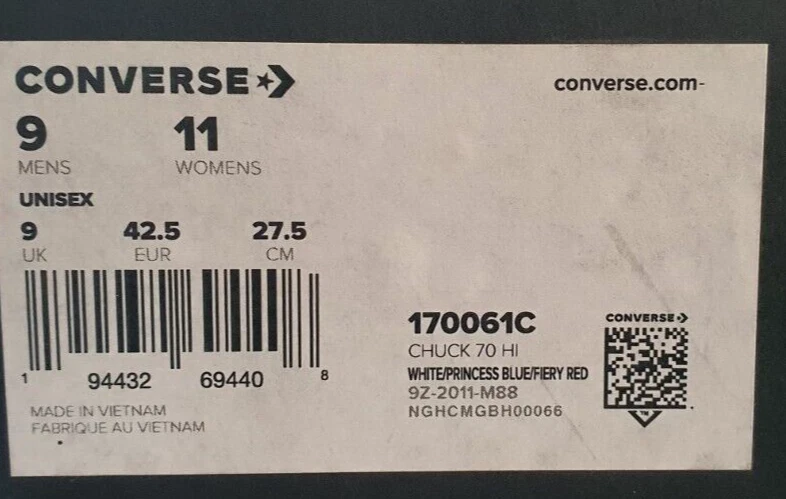 CONVERSE
converse.com
9 11
MENS WOMENS
UNISEX
9 42.5 27.5
UK EUR CM
1 94432 69440 8
MADE IN VIETNAM
FABRIQUE AU VIETNAM
170061C
CHUCK 70 HI
WHITE/PRINCESS BLUE/FIERY RED
9Z-2011-M88
NGHCMGBH00066
CONVERSE
TM